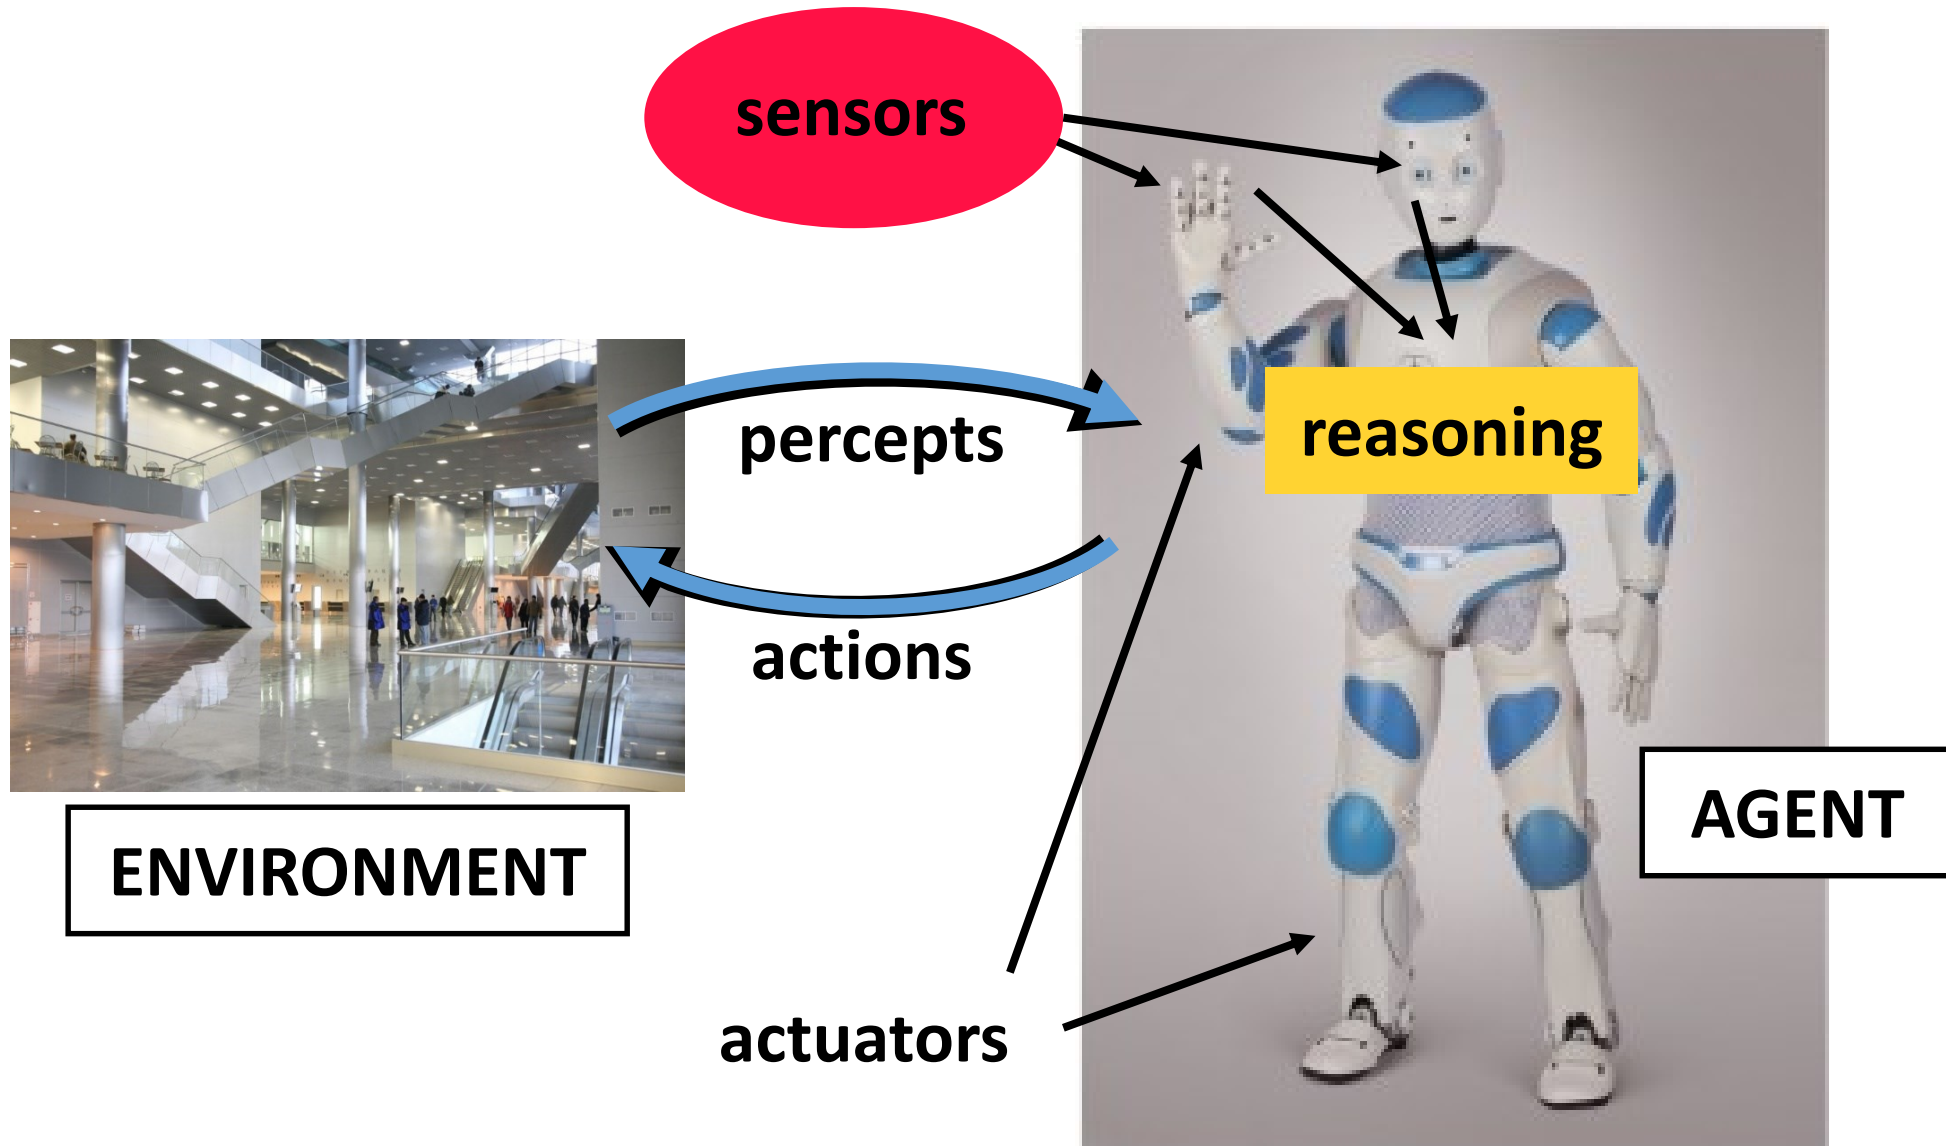 sensors
percepts
reasoning
actions
AGENT
ENVIRONMENT
actuators